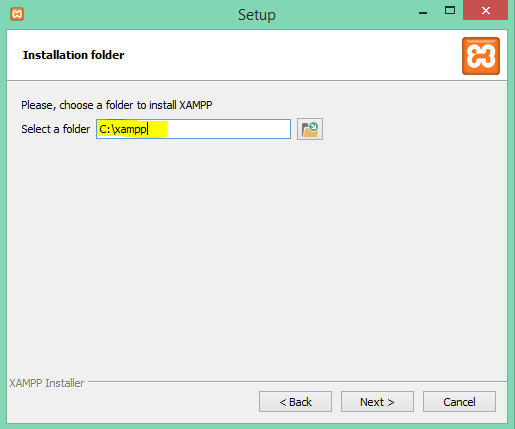 Setup
Installation folder
Please, choose a folder to install XAMPP
Select a folder C:\xampp
XAMPP Installer
< Back Next > Cancel